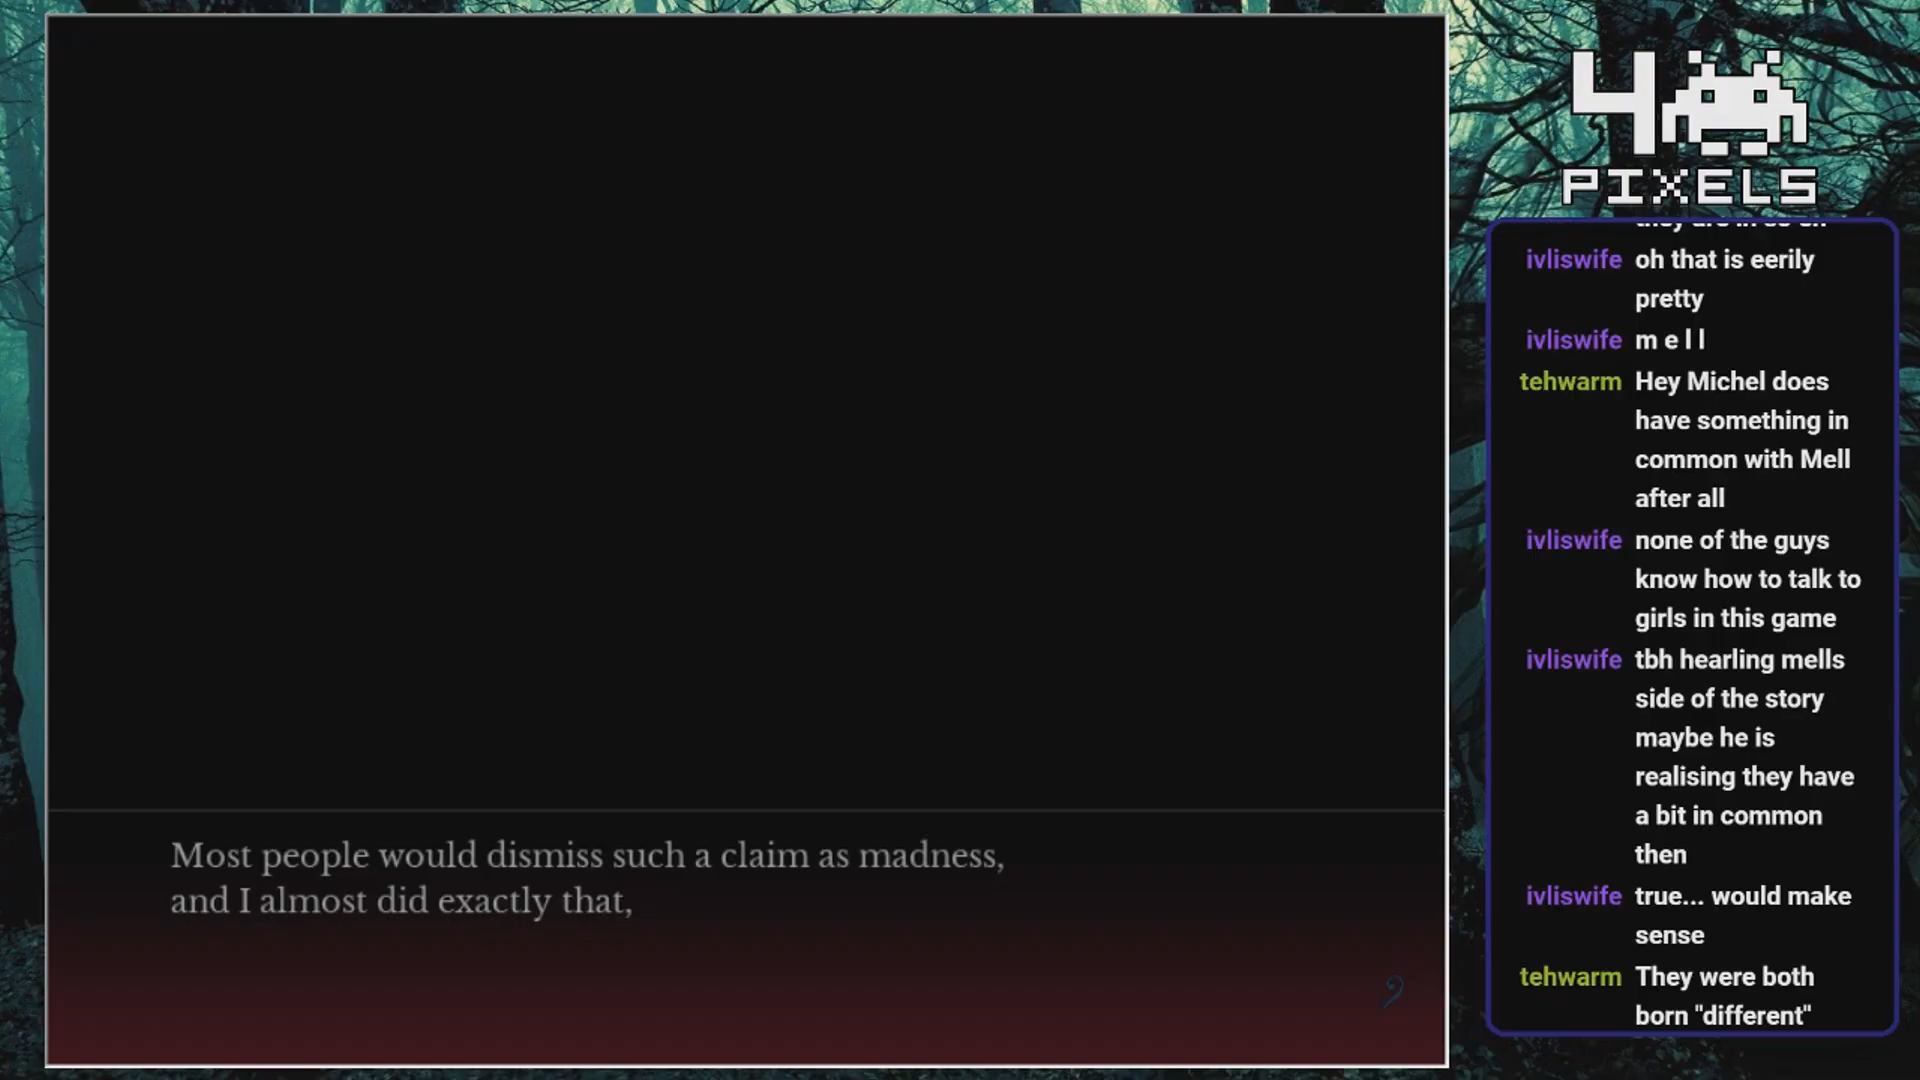 Most people would dismiss such a claim as madness,
and I almost did exactly that,
4
PIXELS
ivliswife oh that is eerily
pretty
ivliswife m e l l
tehwarm Hey Michel does
have something in
common with Mell
after all
ivliswife none of the guys
know how to talk to
girls in this game
ivliswife tbh hearling mells
side of the story
maybe he is
realising they have
a bit in common
then
ivliswife true... would make
sense
tehwarm They were both
born "different"